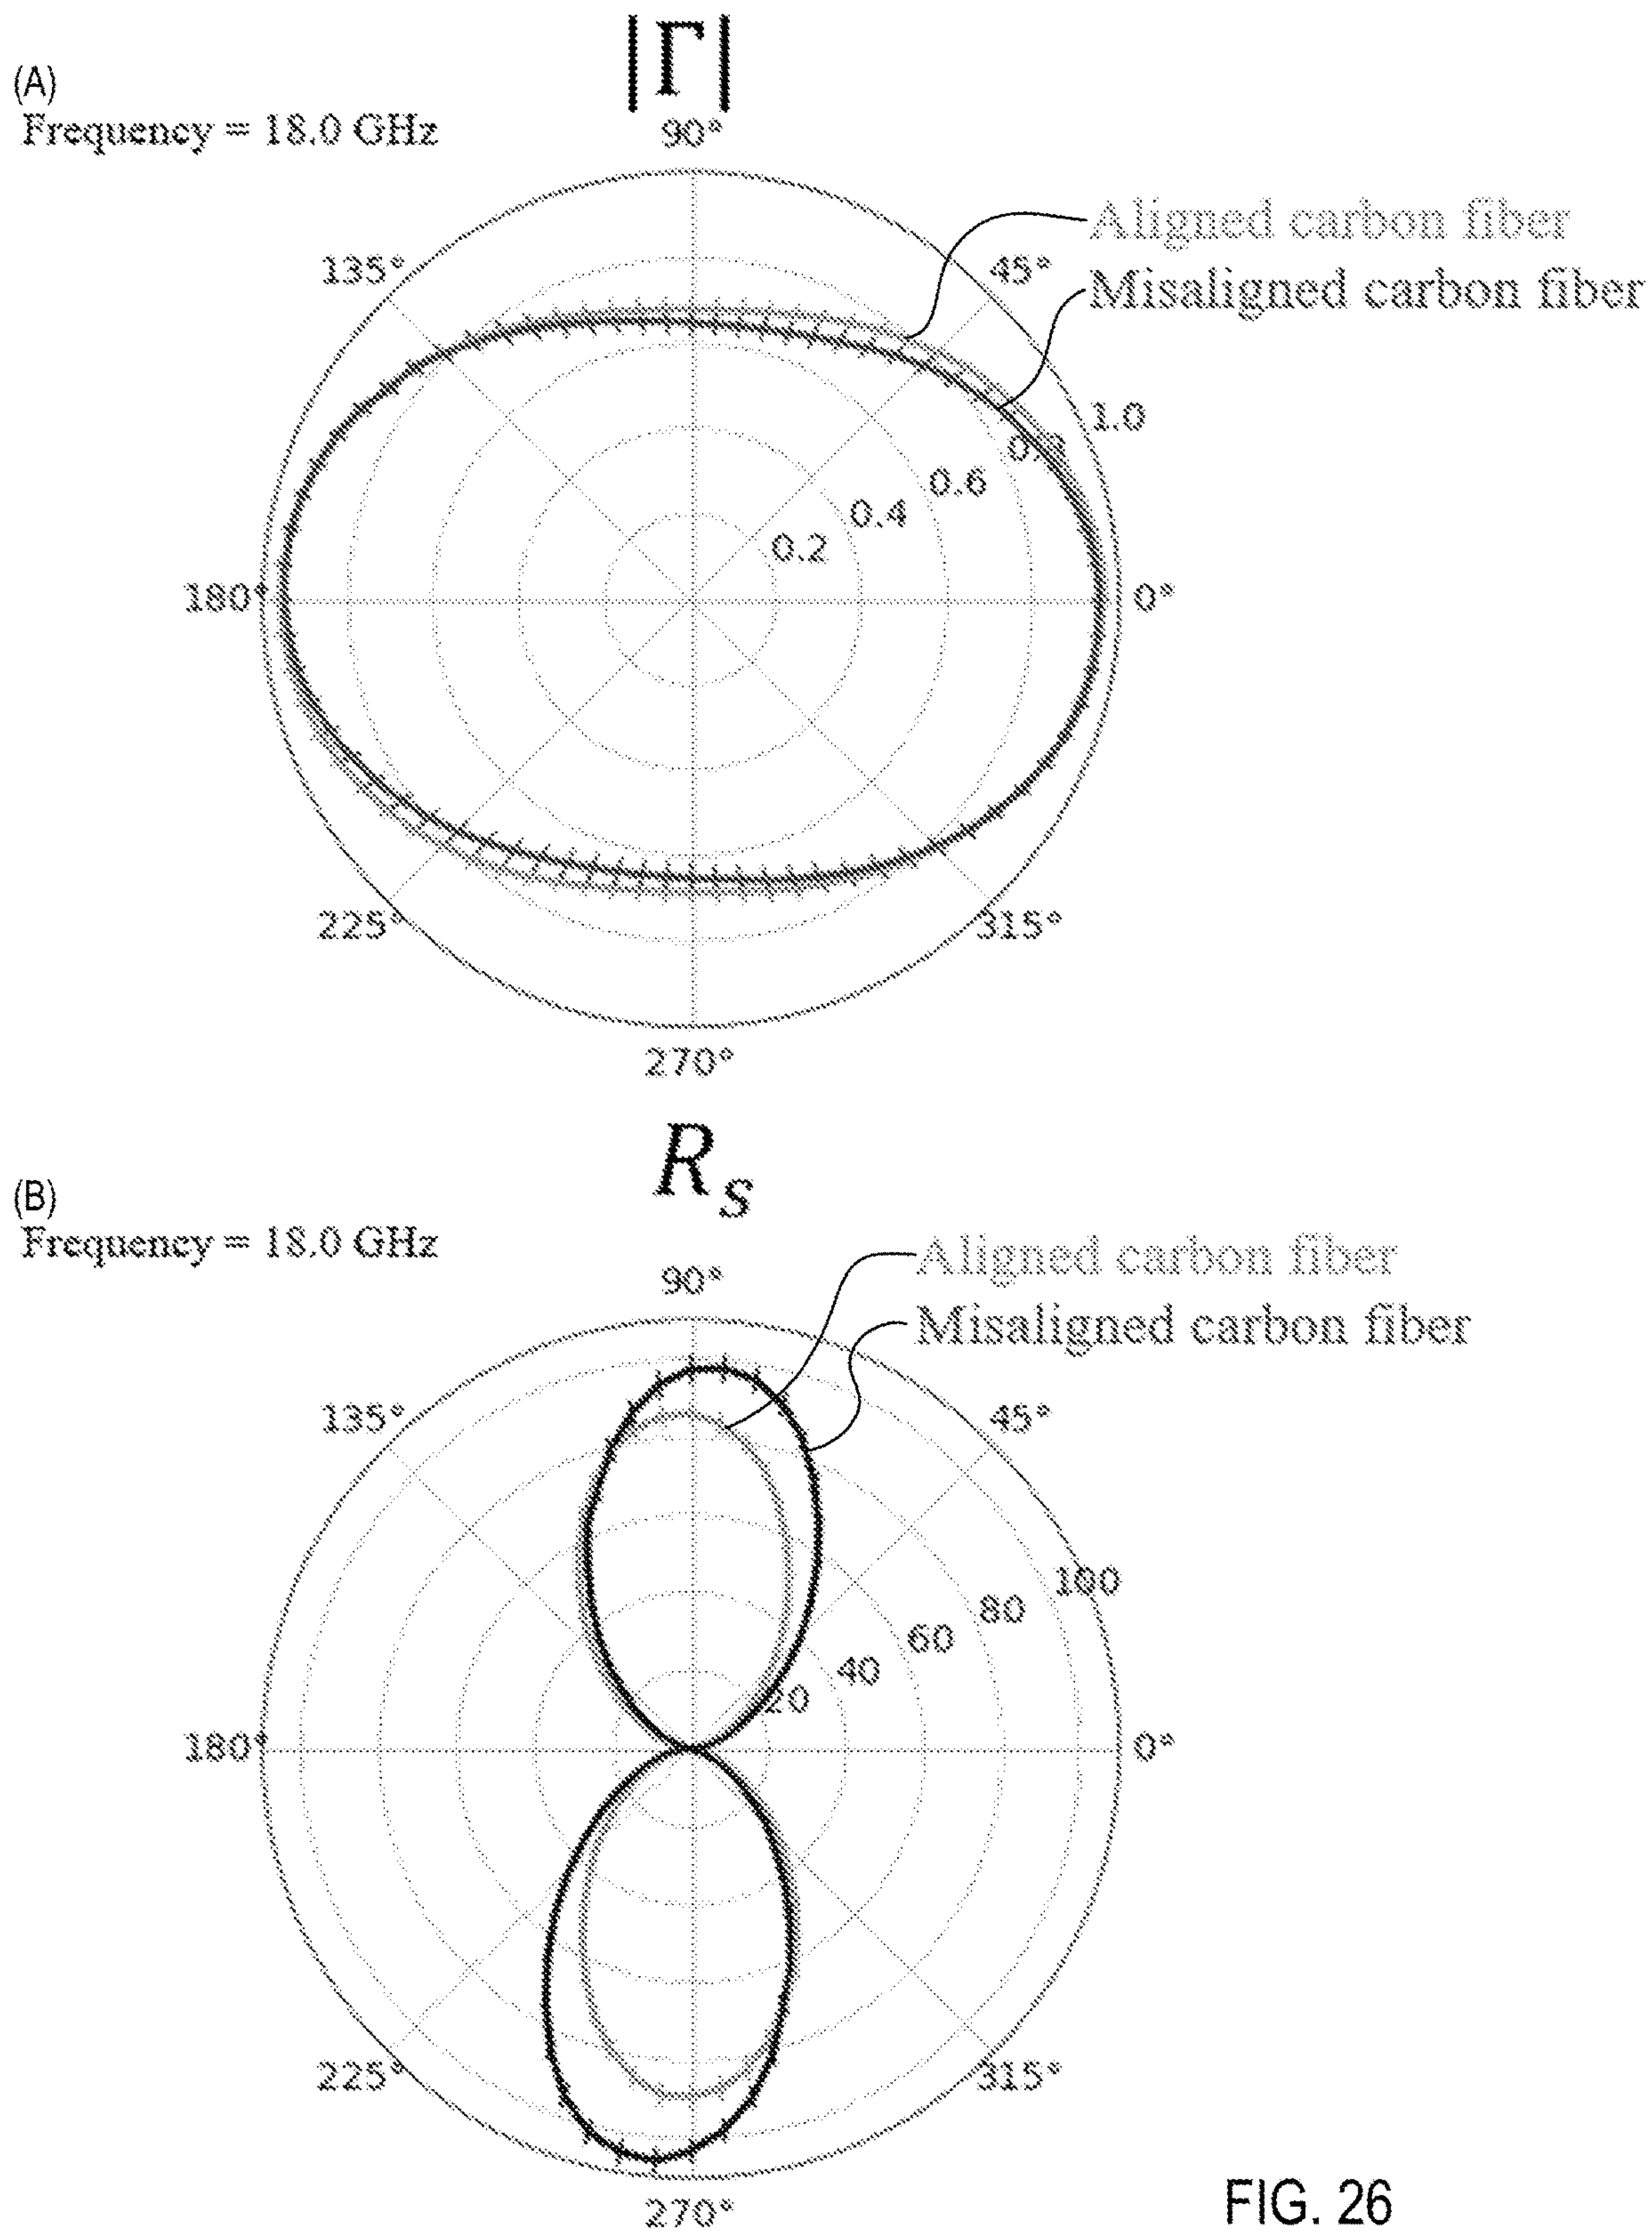 (A)
|Γ|
Frequency = 18.0 GHz
90°
Aligned carbon fiber
135°
45°
Misaligned carbon fiber
1.0
0.8
0.6
0.4
0.2
180°
0°
225°
315°
270°
R_s
(B)
Frequency = 18.0 GHz
Aligned carbon fiber
90°
Misaligned carbon fiber
135°
45°
100
80
60
40
20
180°
0°
225°
315°
270°
FIG. 26